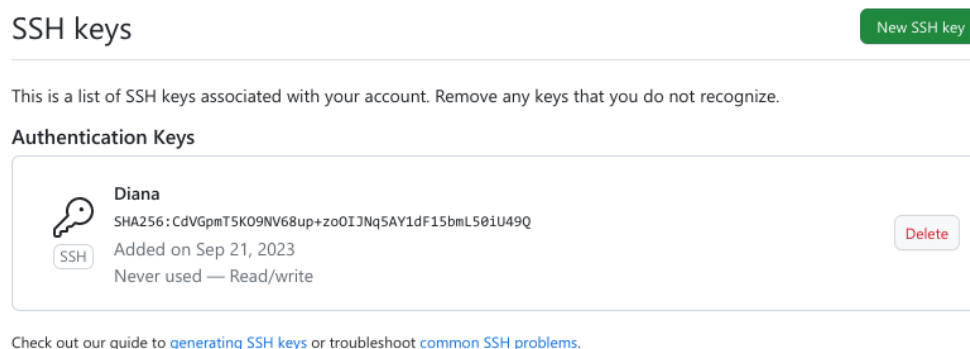 SSH keys
New SSH key
This is a list of SSH keys associated with your account. Remove any keys that you do not recognize.
Authentication Keys
Diana
SHA256:CdVGpmT5KO9NV68up+zoOIJNq5AY1dF15bmL50iU49Q
SSH
Added on Sep 21, 2023
Never used — Read/write
Delete
Check out our guide to generating SSH keys or troubleshoot common SSH problems.